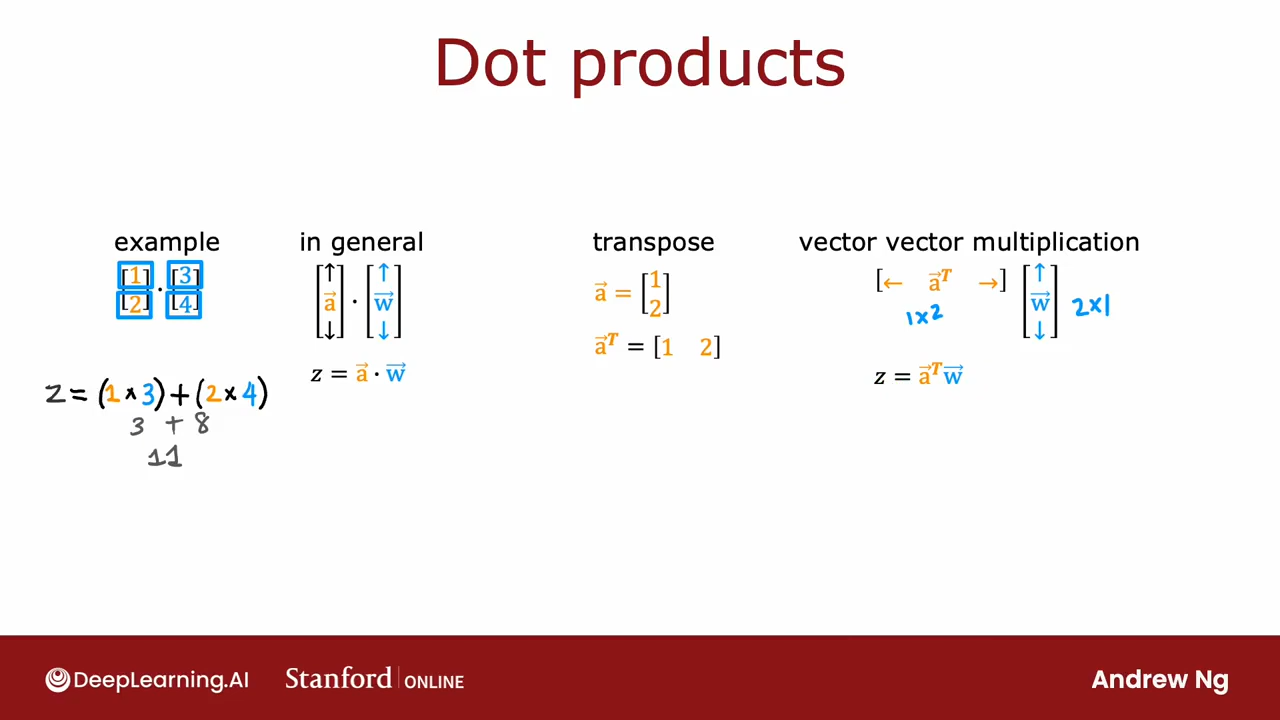 Dot products
example
[1] · [3]
[2] [4]
z = (1 × 3) + (2 × 4)
3 + 8
11
in general
[↑ a⃗ ↓] · [↑ w⃗ ↓]
z = a⃗ · w⃗
transpose
a⃗ = [1 2]
a⃗ᵀ = [1 2]
vector vector multiplication
[← a⃗ᵀ →] [↑ w⃗ ↓]
1×2 2×1
z = a⃗ᵀw⃗
DeepLearning.AI Stanford ONLINE Andrew Ng